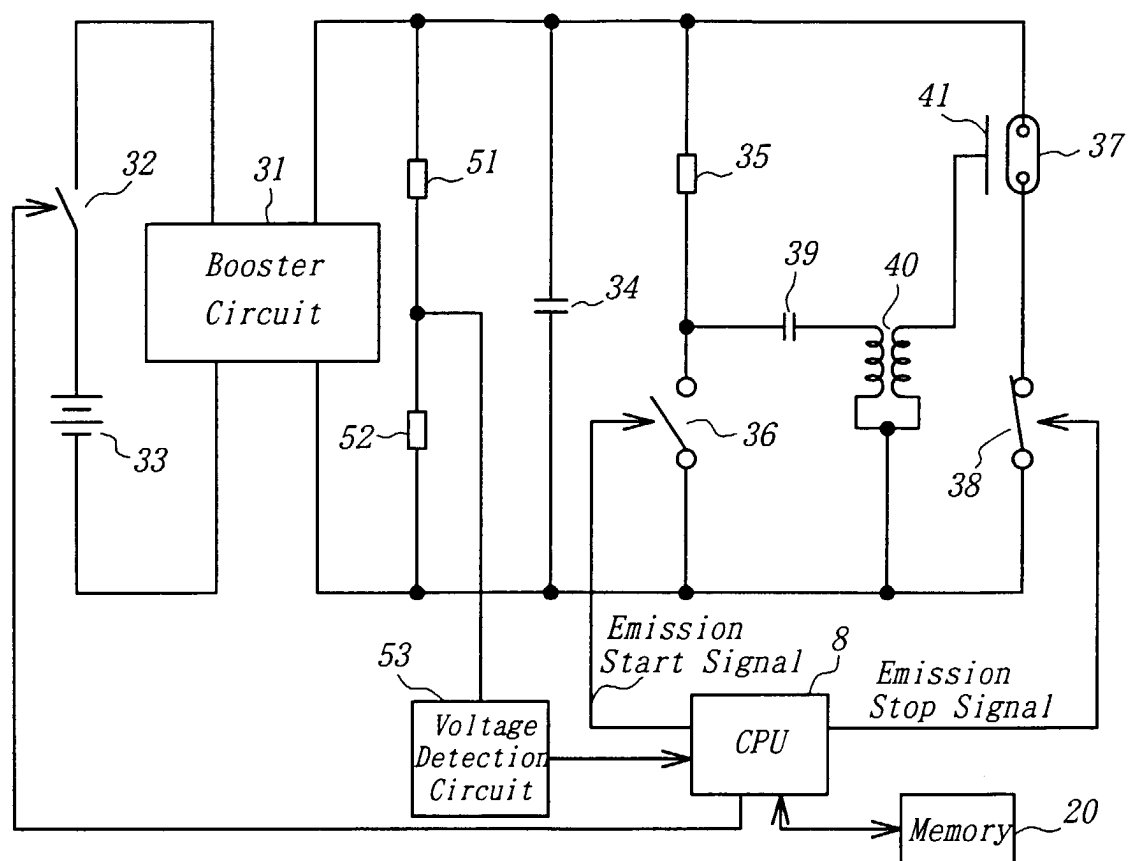 41
32
31
51
35
37
Booster
Circuit
39
40
34
52
36
33
38
Emission
Start Signal
8
53
Emission
Stop Signal
Voltage
Detection
Circuit
CPU
Memory
20